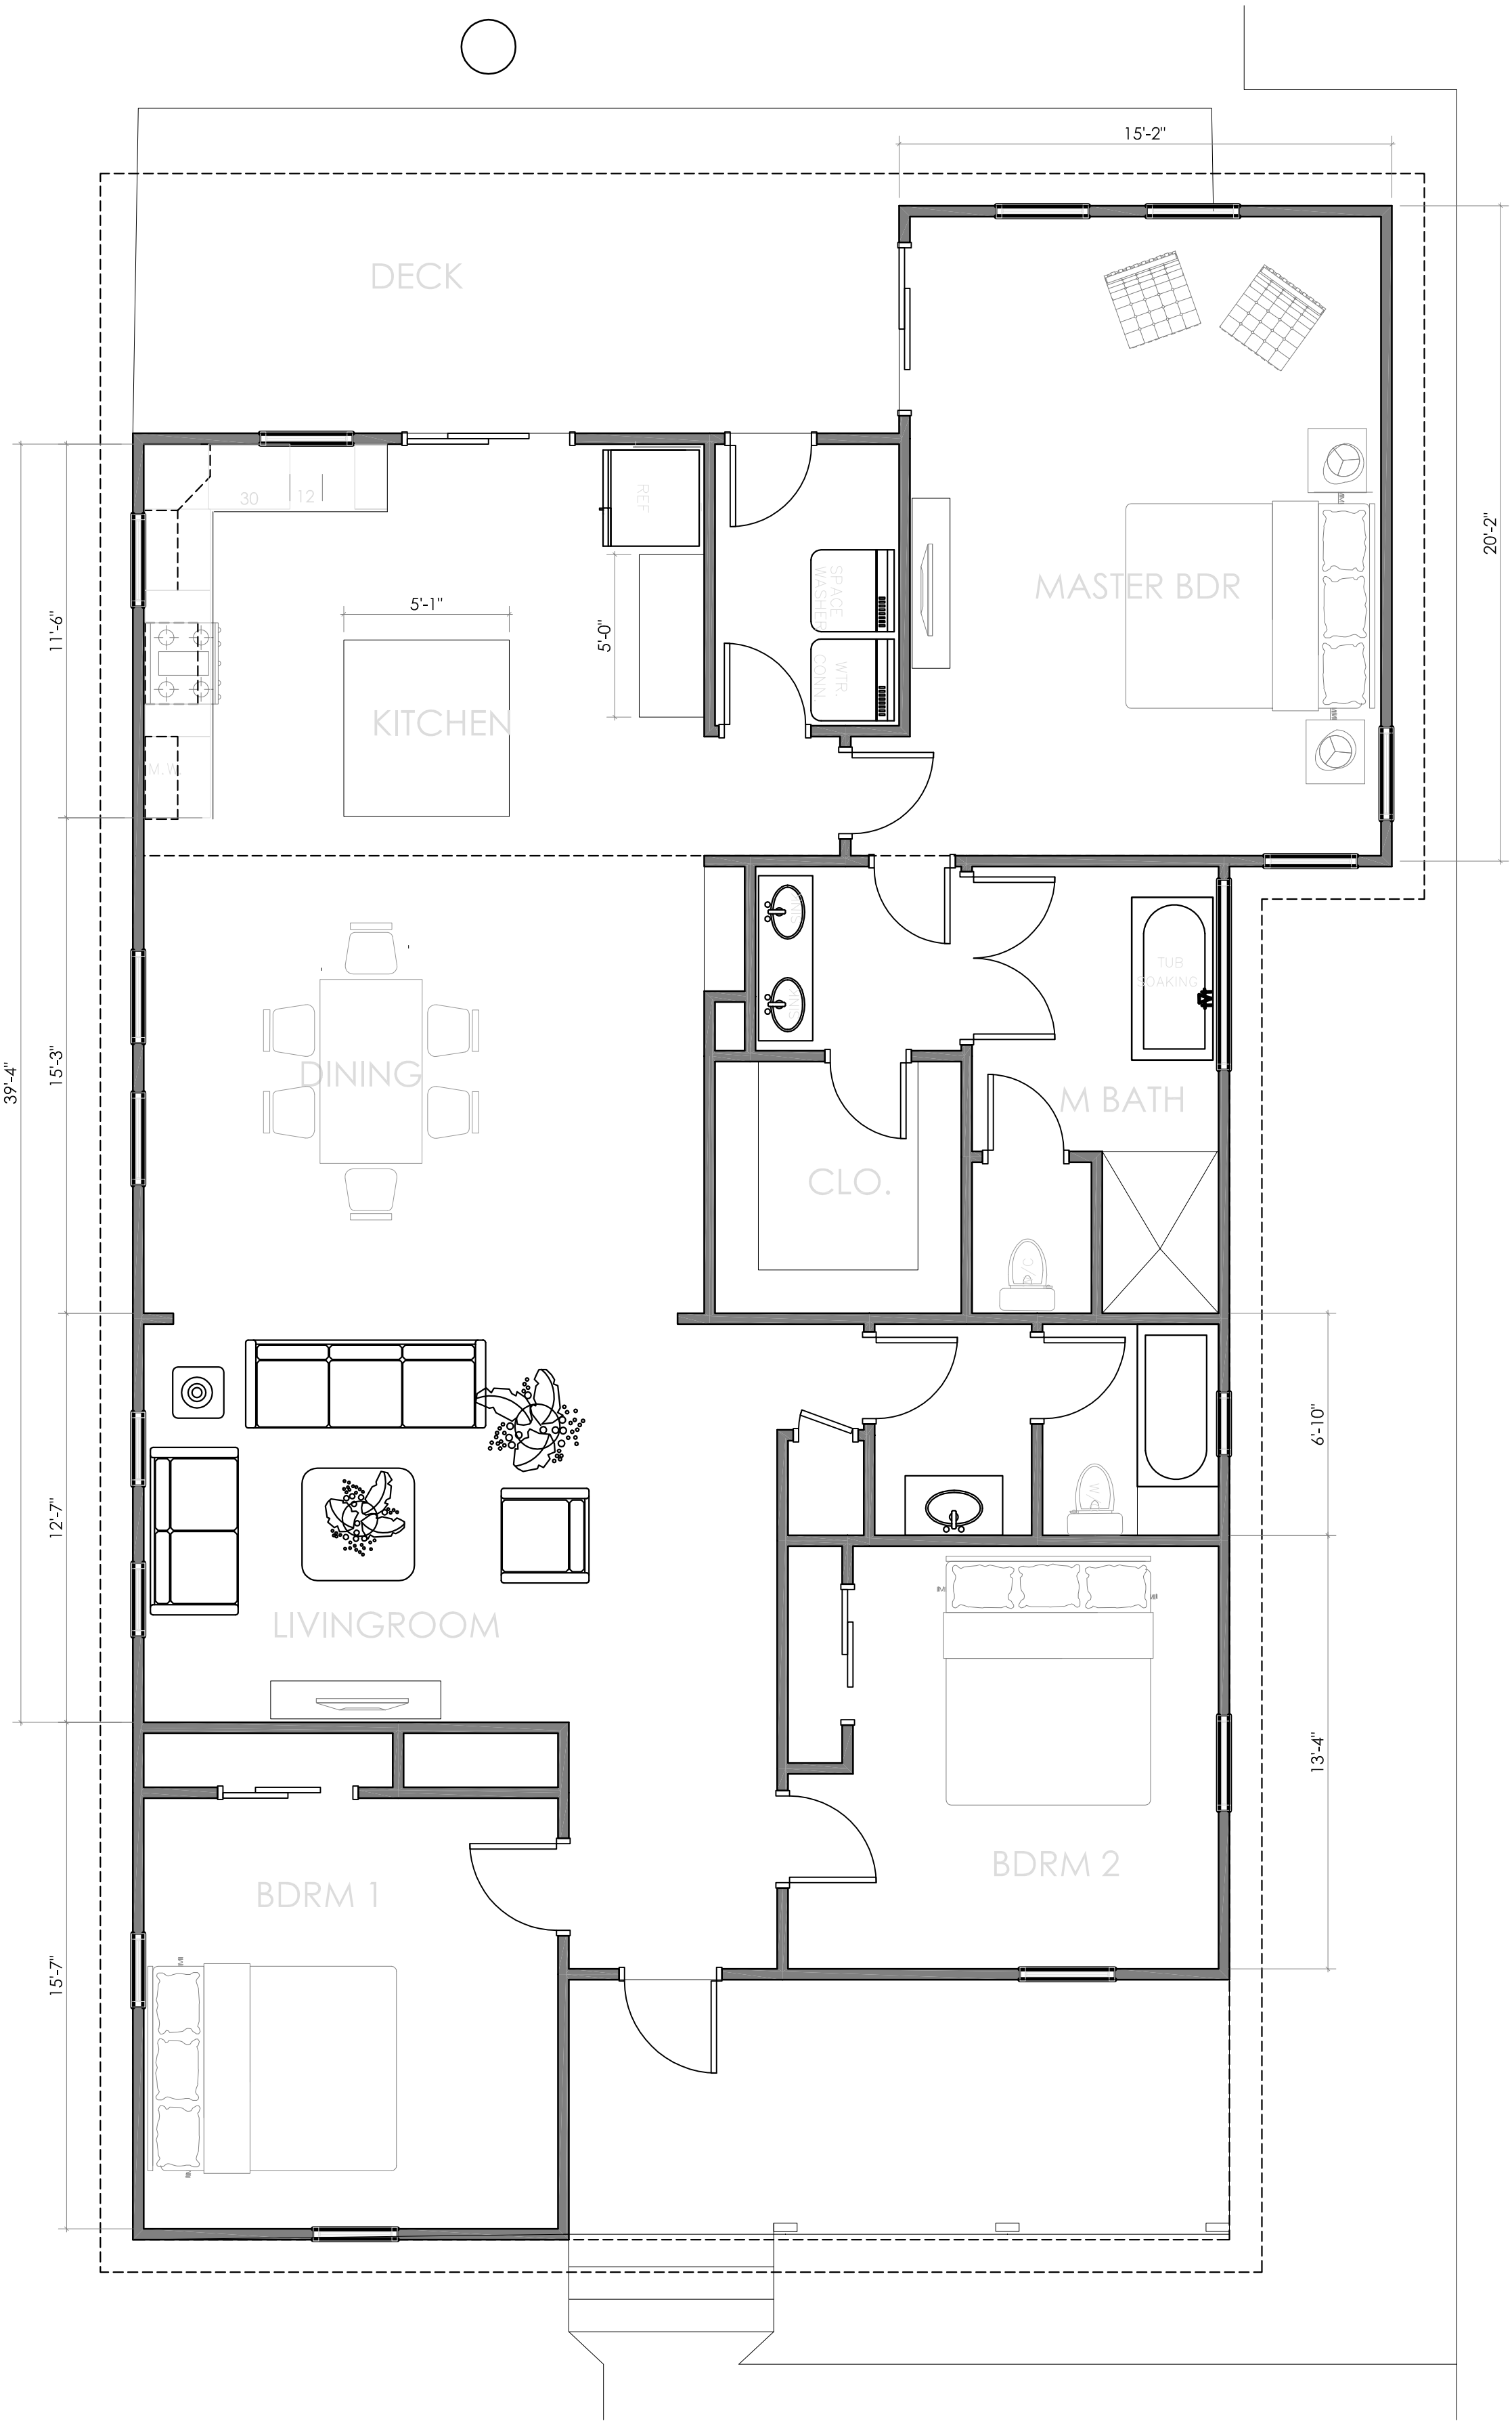 15'-2"
DECK
30
12
REF
SPACE
WASHER
WTR.
CONN
MASTER BDR
20'-2"
11'-6"
5'-1"
5'-0"
KITCHEN
M.W
39'-4"
15'-3"
DINING
SINK
SINK
TUB
SOAKING
M BATH
CLO.
W/C
6'-10"
12'-7"
W/
LIVINGROOM
13'-4"
BDRM 2
BDRM 1
15'-7"